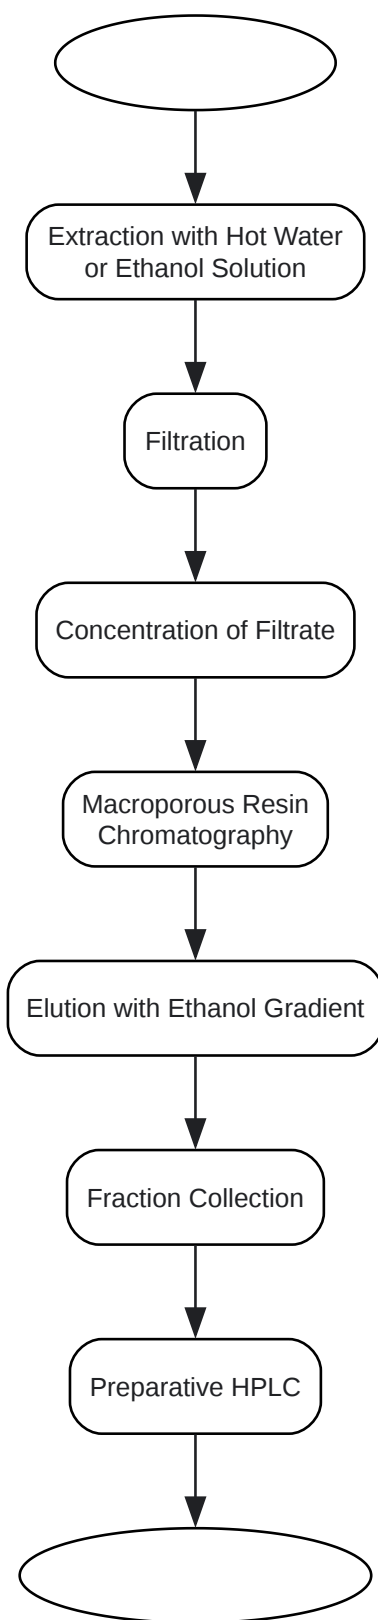 Extraction with Hot Water
or Ethanol Solution
Filtration
Concentration of Filtrate
Macroporous Resin
Chromatography
Elution with Ethanol Gradient
Fraction Collection
Preparative HPLC